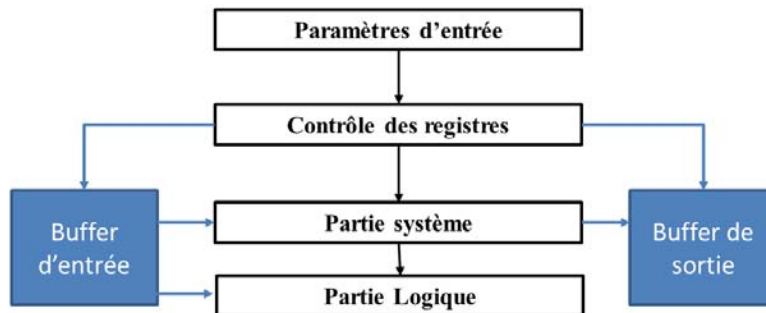 Paramètres d’entrée
Contrôle des registres
Buffer
d’entrée
Partie système
Buffer de
sortie
Partie Logique